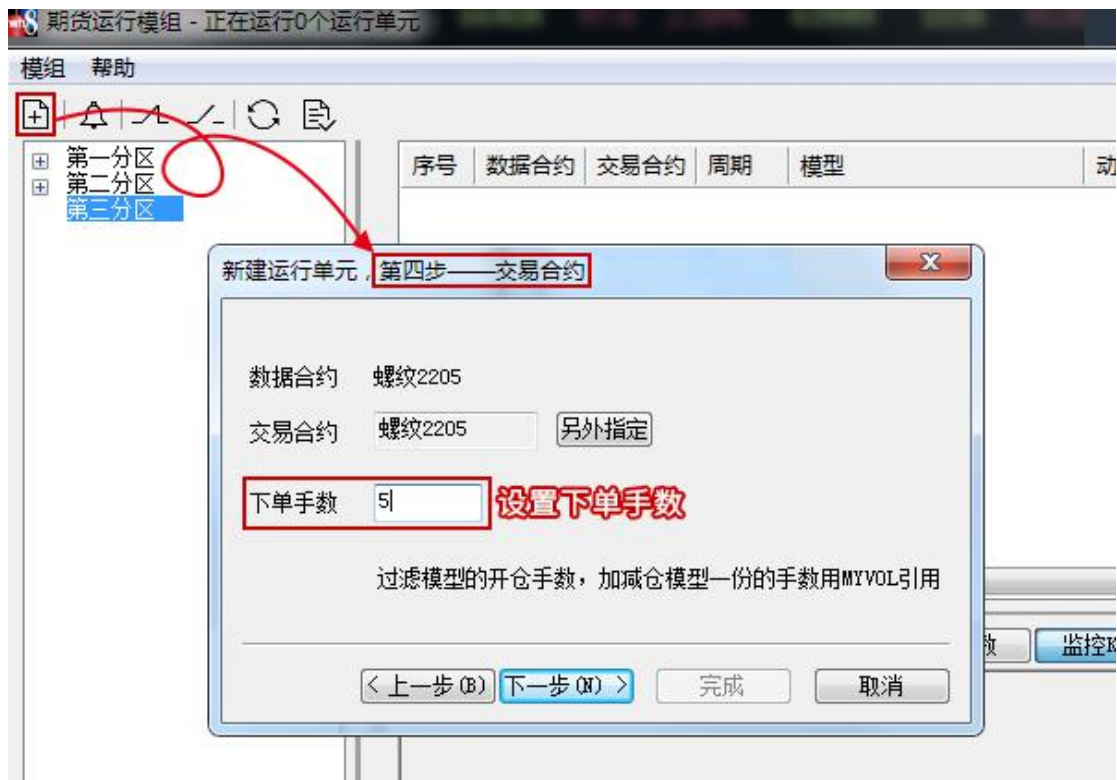 wh8 期货运行模组 - 正在运行0个运行单元
模组 帮助
第一分区
第二分区
第三分区
序号 数据合约 交易合约 周期 模型 动
新建运行单元，第四步——交易合约
数据合约 螺纹2205
交易合约 螺纹2205 另外指定
下单手数 5 设置下单手数
过滤模型的开仓手数，加减仓模型一份的手数用MYVOL引用
数 监控K
<上一步(B) 下一步(N)> 完成 取消